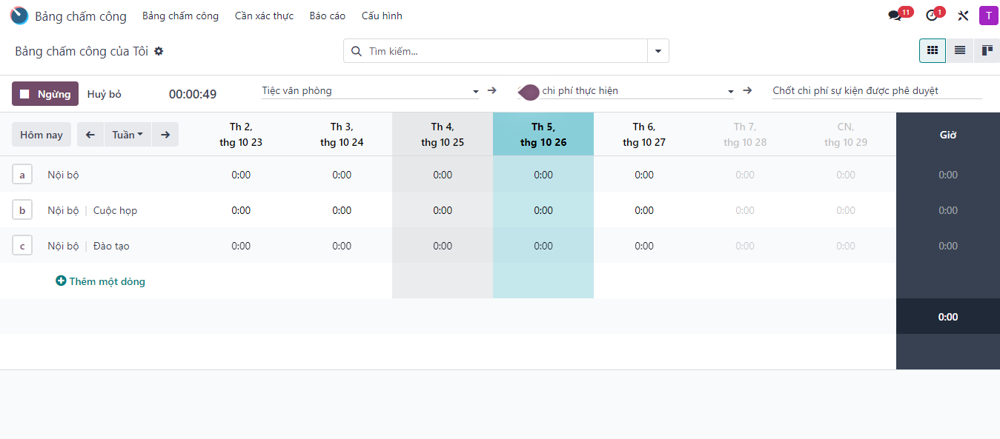 Bảng chấm công Bảng chấm công Cần xác thực Báo cáo Cấu hình 11 1 T
Bảng chấm công của Tôi Tìm kiếm...
Ngừng Huỷ bỏ 00:00:49 Tiệc văn phòng chi phí thực hiện Chốt chi phí sự kiện được phê duyệt
Hôm nay Tuần Th 2, Th 3, Th 4, Th 5, Th 6, Th 7, CN, Giờ
thg 10 23 thg 10 24 thg 10 25 thg 10 26 thg 10 27 thg 10 28 thg 10 29
a Nội bộ 0:00 0:00 0:00 0:00 0:00 0:00 0:00 0:00
b Nội bộ | Cuộc họp 0:00 0:00 0:00 0:00 0:00 0:00 0:00 0:00
c Nội bộ | Đào tạo 0:00 0:00 0:00 0:00 0:00 0:00 0:00 0:00
Thêm một dòng
0:00